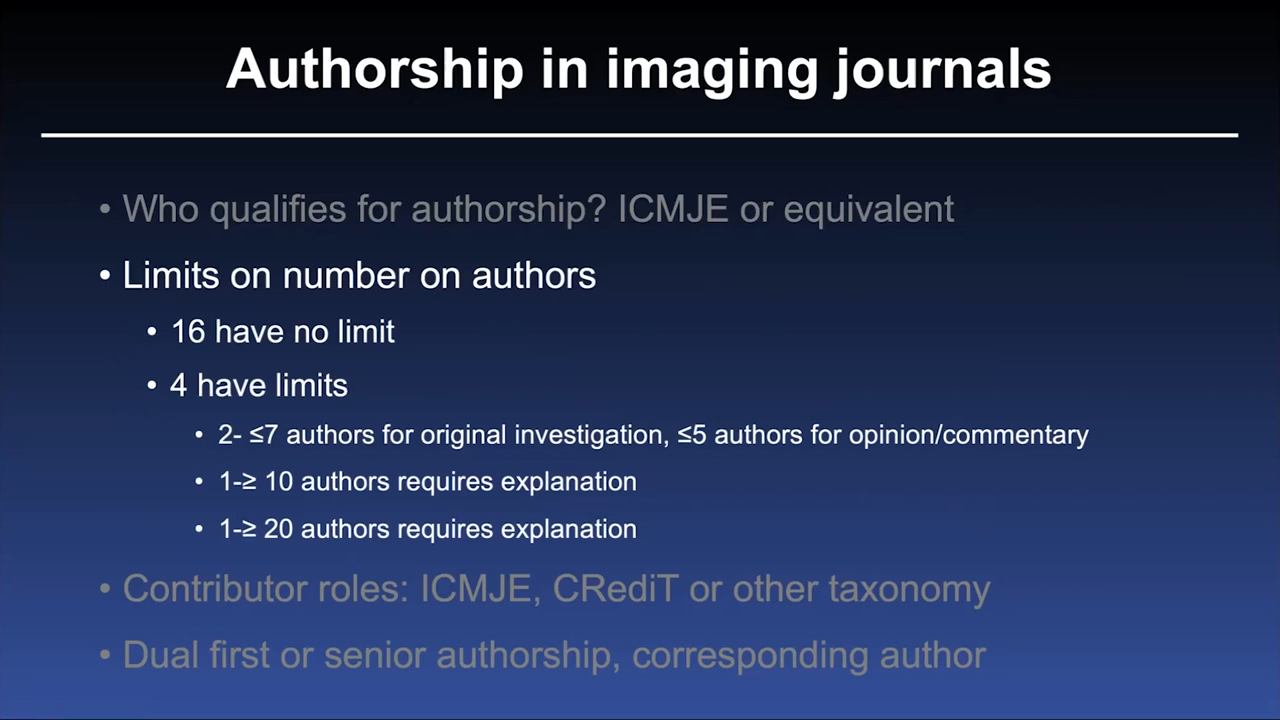 Authorship in imaging journals
• Who qualifies for authorship? ICMJE or equivalent
• Limits on number on authors
• 16 have no limit
• 4 have limits
• 2- ≤7 authors for original investigation, ≤5 authors for opinion/commentary
• 1-≥ 10 authors requires explanation
• 1-≥ 20 authors requires explanation
• Contributor roles: ICMJE, CRediT or other taxonomy
• Dual first or senior authorship, corresponding author